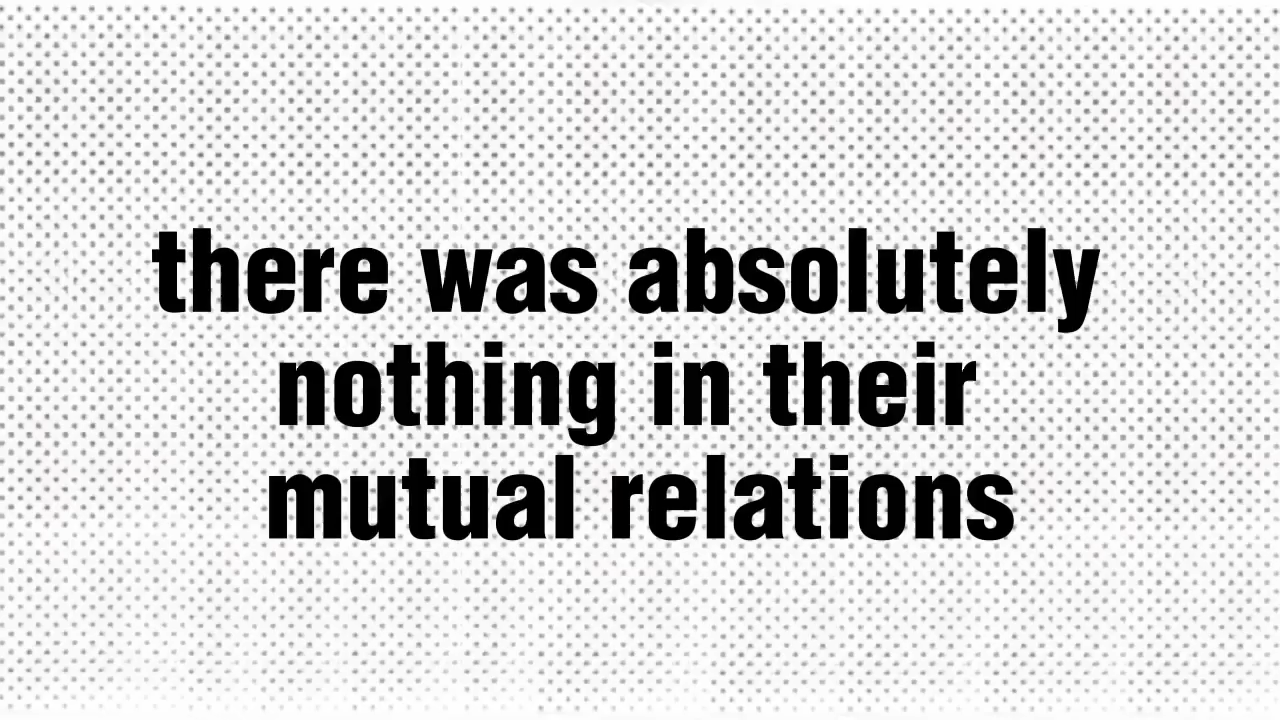 there was absolutely
nothing in their
mutual relations